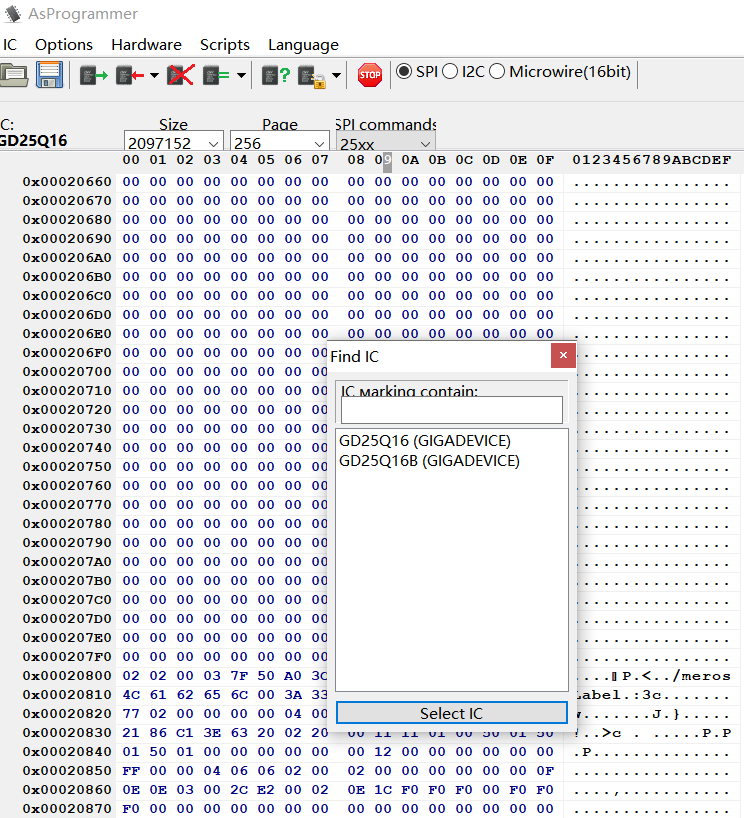 AsProgrammer
IC Options Hardware Scripts Language
STOP SPI I2C Microwire(16bit)
IC: Size Page SPI commands
GD25Q16 2097152 256 25xx
00 01 02 03 04 05 06 07 08 09 0A 0B 0C 0D 0E 0F 0123456789ABCDEF
0x00020660 00 00 00 00 00 00 00 00 00 00 00 00 00 00 00 00 ................
0x00020670 00 00 00 00 00 00 00 00 00 00 00 00 00 00 00 00 ................
0x00020680 00 00 00 00 00 00 00 00 00 00 00 00 00 00 00 00 ................
0x00020690 00 00 00 00 00 00 00 00 00 00 00 00 00 00 00 00 ................
0x000206A0 00 00 00 00 00 00 00 00 00 00 00 00 00 00 00 00 ................
0x000206B0 00 00 00 00 00 00 00 00 00 00 00 00 00 00 00 00 ................
0x000206C0 00 00 00 00 00 00 00 00 00 00 00 00 00 00 00 00 ................
0x000206D0 00 00 00 00 00 00 00 00 00 00 00 00 00 00 00 00 ................
0x000206E0 00 00 00 00 00 00 00 00 00 00 00 00 00 00 00 00 ................
0x000206F0 00 00 00 00 00 00 00 00 ................
0x00020700 00 00 00 00 00 00 00 00 ................
0x00020710 00 00 00 00 00 00 00 00 ................
0x00020720 00 00 00 00 00 00 00 00 ................
0x00020730 00 00 00 00 00 00 00 00 ................
0x00020740 00 00 00 00 00 00 00 00 ................
0x00020750 00 00 00 00 00 00 00 00 ................
0x00020760 00 00 00 00 00 00 00 00 ................
0x00020770 00 00 00 00 00 00 00 00 ................
0x00020780 00 00 00 00 00 00 00 00 ................
0x00020790 00 00 00 00 00 00 00 00 ................
0x000207A0 00 00 00 00 00 00 00 00 ................
0x000207B0 00 00 00 00 00 00 00 00 ................
0x000207C0 00 00 00 00 00 00 00 00 ................
0x000207D0 00 00 00 00 00 00 00 00 ................
0x000207E0 00 00 00 00 00 00 00 00 ................
0x000207F0 00 00 00 00 00 00 00 00 ................
0x00020800 02 02 00 03 7F 50 A0 3C ....▯P.<../meros
0x00020810 4C 61 62 65 6C 00 3A 33 Label.:3c.......
0x00020820 77 02 00 00 00 00 04 00 w.......J.}.....
0x00020830 21 86 C1 3E 63 20 02 20 00 11 11 01 00 50 01 50 !..>c . .....P.P
0x00020840 01 50 01 00 00 00 00 00 00 12 00 00 00 00 00 00 .P..............
0x00020850 FF 00 00 04 06 06 02 00 02 00 00 00 00 00 00 0F ................
0x00020860 0E 0E 03 00 2C E2 00 02 0E 1C F0 F0 F0 00 F0 F0 ....,...........
0x00020870 F0 00 00 00 00 00 00 00 00 00 00 00 00 00 00 00 ................
Find IC
IC marking contain:
GD25Q16 (GIGADEVICE)
GD25Q16B (GIGADEVICE)
Select IC